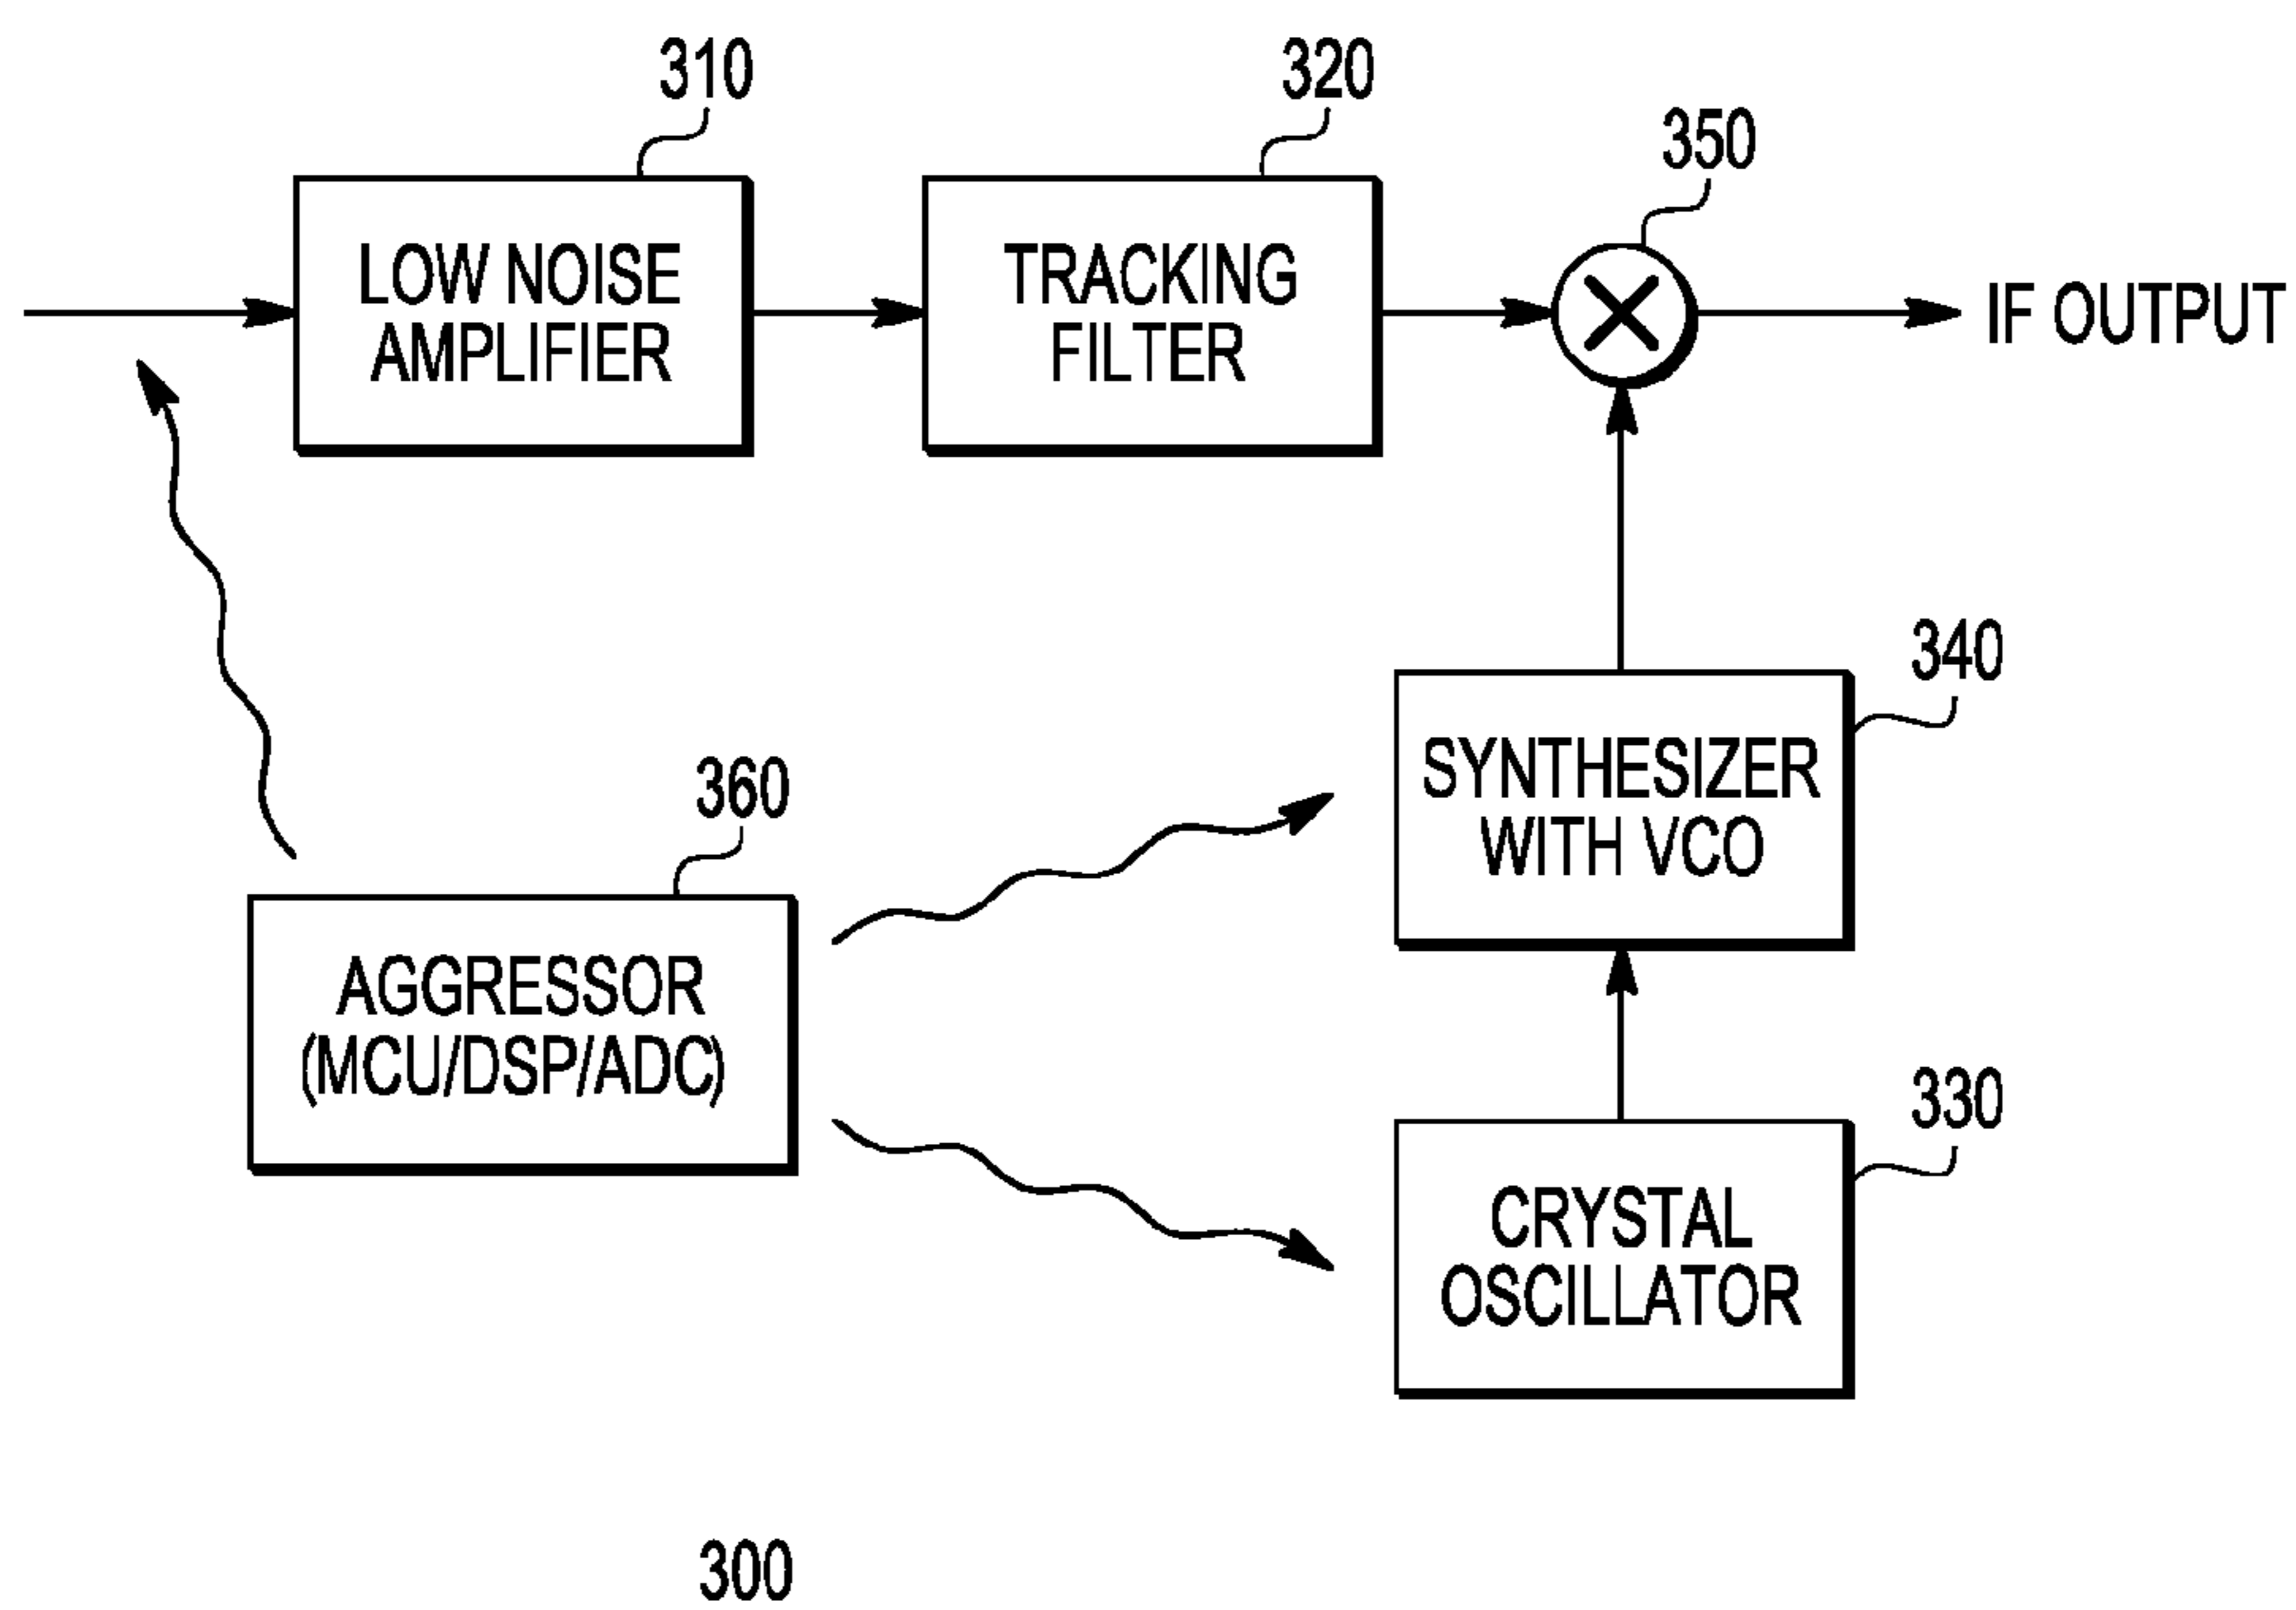 310
320
350
LOW NOISE
AMPLIFIER
TRACKING
FILTER
IF OUTPUT
340
SYNTHESIZER
WITH VCO
360
AGGRESSOR
(MCU/DSP/ADC)
330
CRYSTAL
OSCILLATOR
300